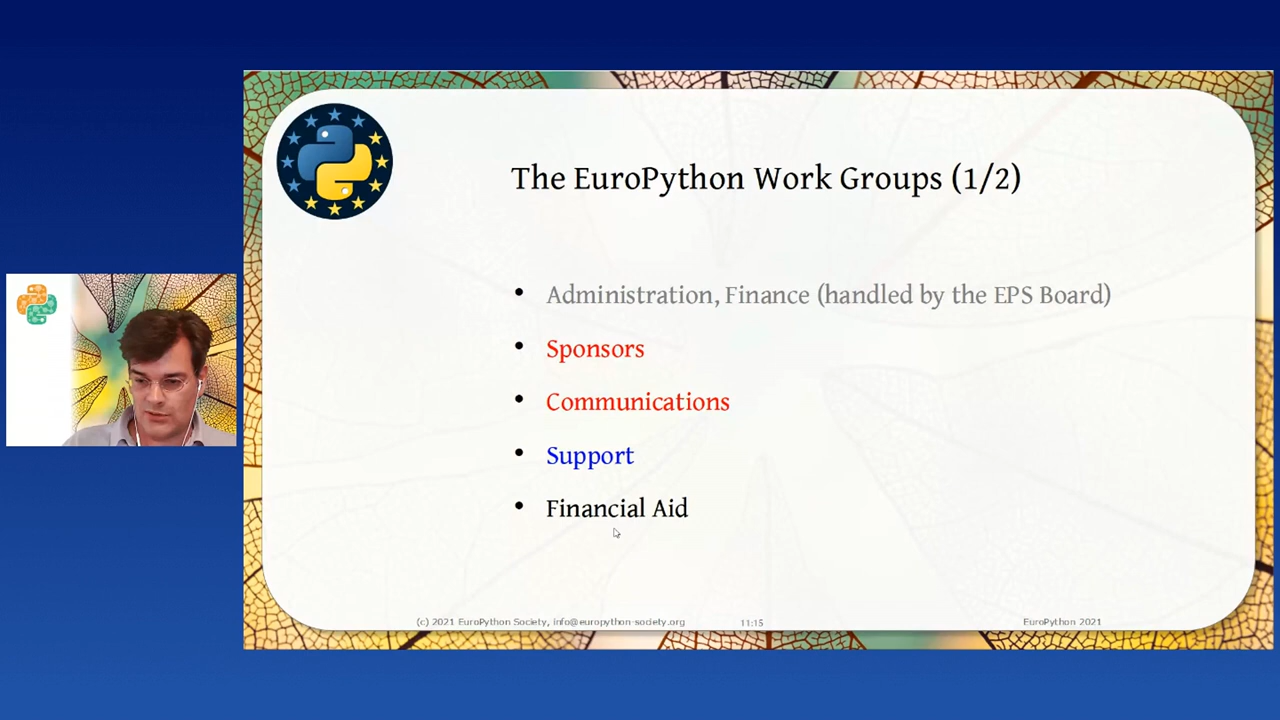 The EuroPython Work Groups (1/2)
• Administration, Finance (handled by the EPS Board)
• Sponsors
• Communications
• Support
• Financial Aid
(c) 2021 EuroPython Society, info@europython-society.org 11:15 EuroPython 2021